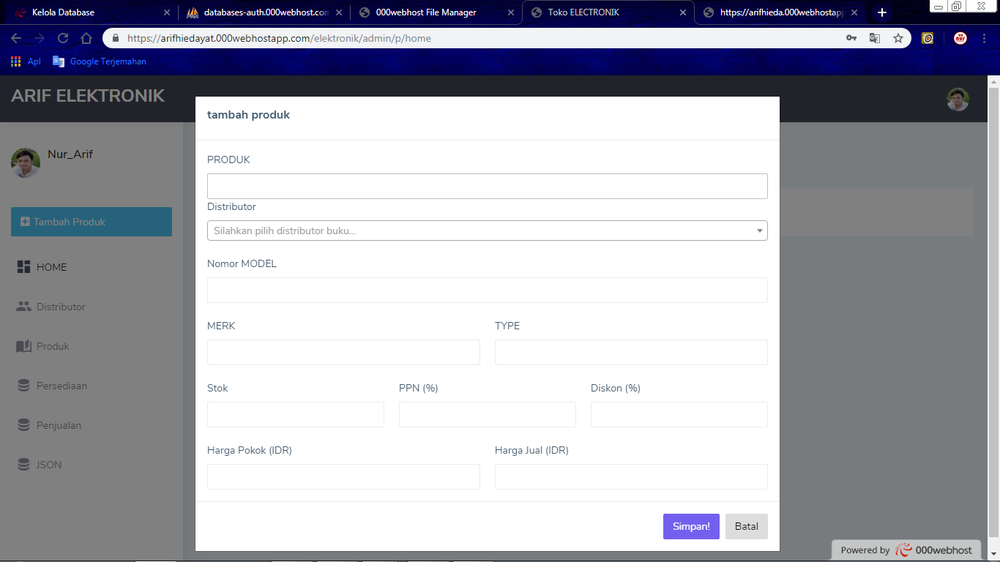 Kelola Database
databases-auth.000webhost.con
000webhost File Manager
Toko ELECTRONIK
https://arifhieda.000webhostapp
https://arifhiedayat.000webhostapp.com/elektronik/admin/p/home
Apl
Google Terjemahan
ARIF ELEKTRONIK
Nur_Arif
Tambah Produk
HOME
Distributor
Produk
Persediaan
Penjualan
JSON
tambah produk
PRODUK
Distributor
Silahkan pilih distributor buku...
Nomor MODEL
MERK TYPE
Stok PPN (%) Diskon (%)
Harga Pokok (IDR) Harga Jual (IDR)
Simpan! Batal
Powered by 000webhost